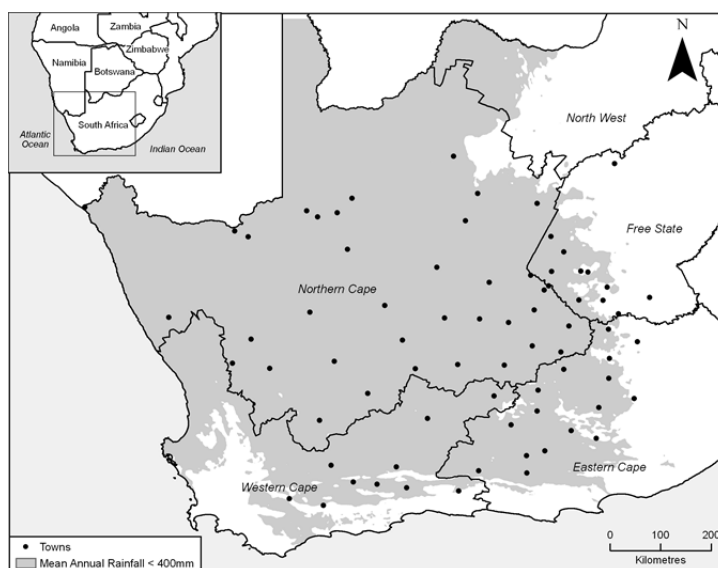 Angola
Zambia
Zimbabwe
Namibia
Botswana
South Africa
Atlantic
Ocean
Indian Ocean
N
North West
Free State
Northern Cape
Western Cape
Eastern Cape
Towns
Mean Annual Rainfall < 400mm
0 100 200
Kilometres